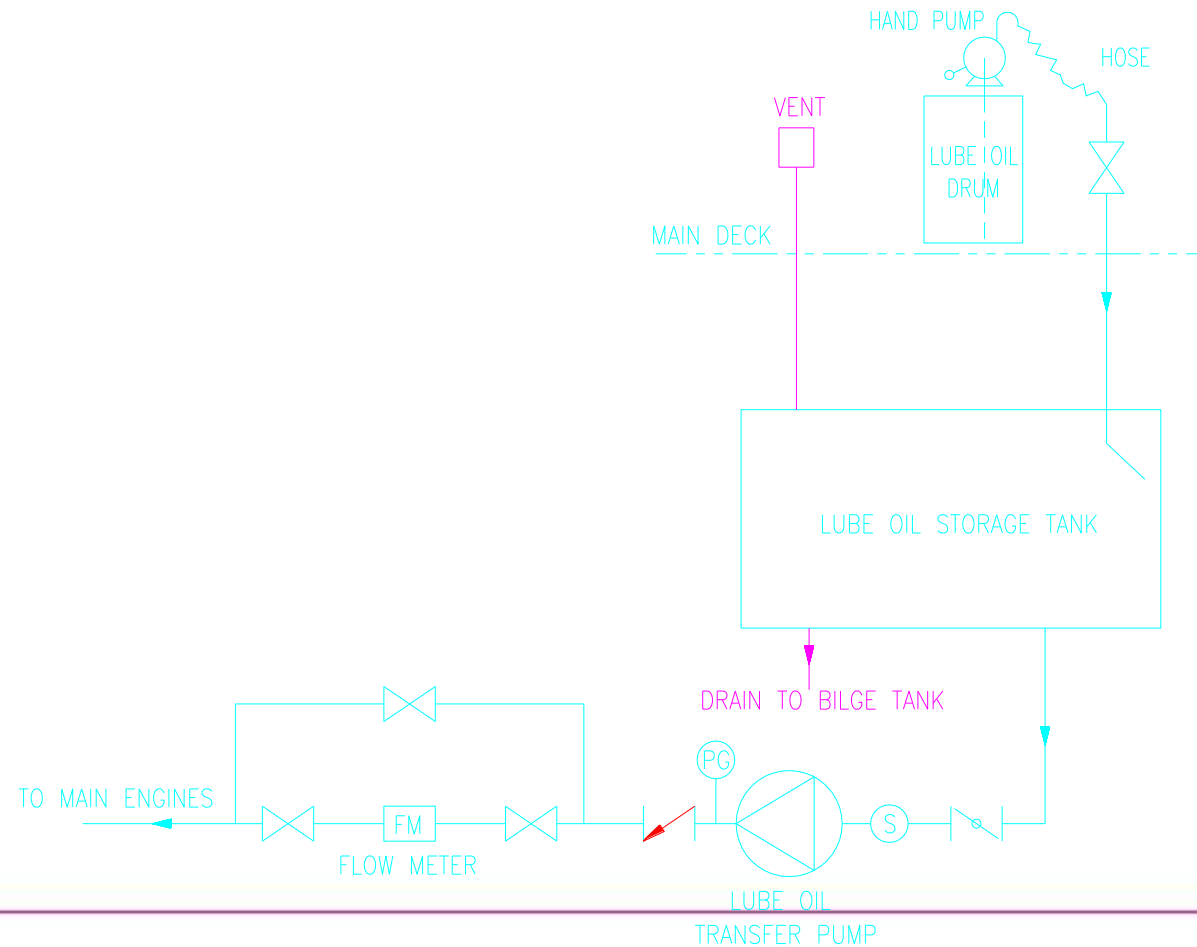 HAND PUMP
HOSE
VENT
LUBE OIL
DRUM
MAIN DECK
LUBE OIL STORAGE TANK
DRAIN TO BILGE TANK
PG
TO MAIN ENGINES
FM
S
FLOW METER
LUBE OIL
TRANSFER PUMP